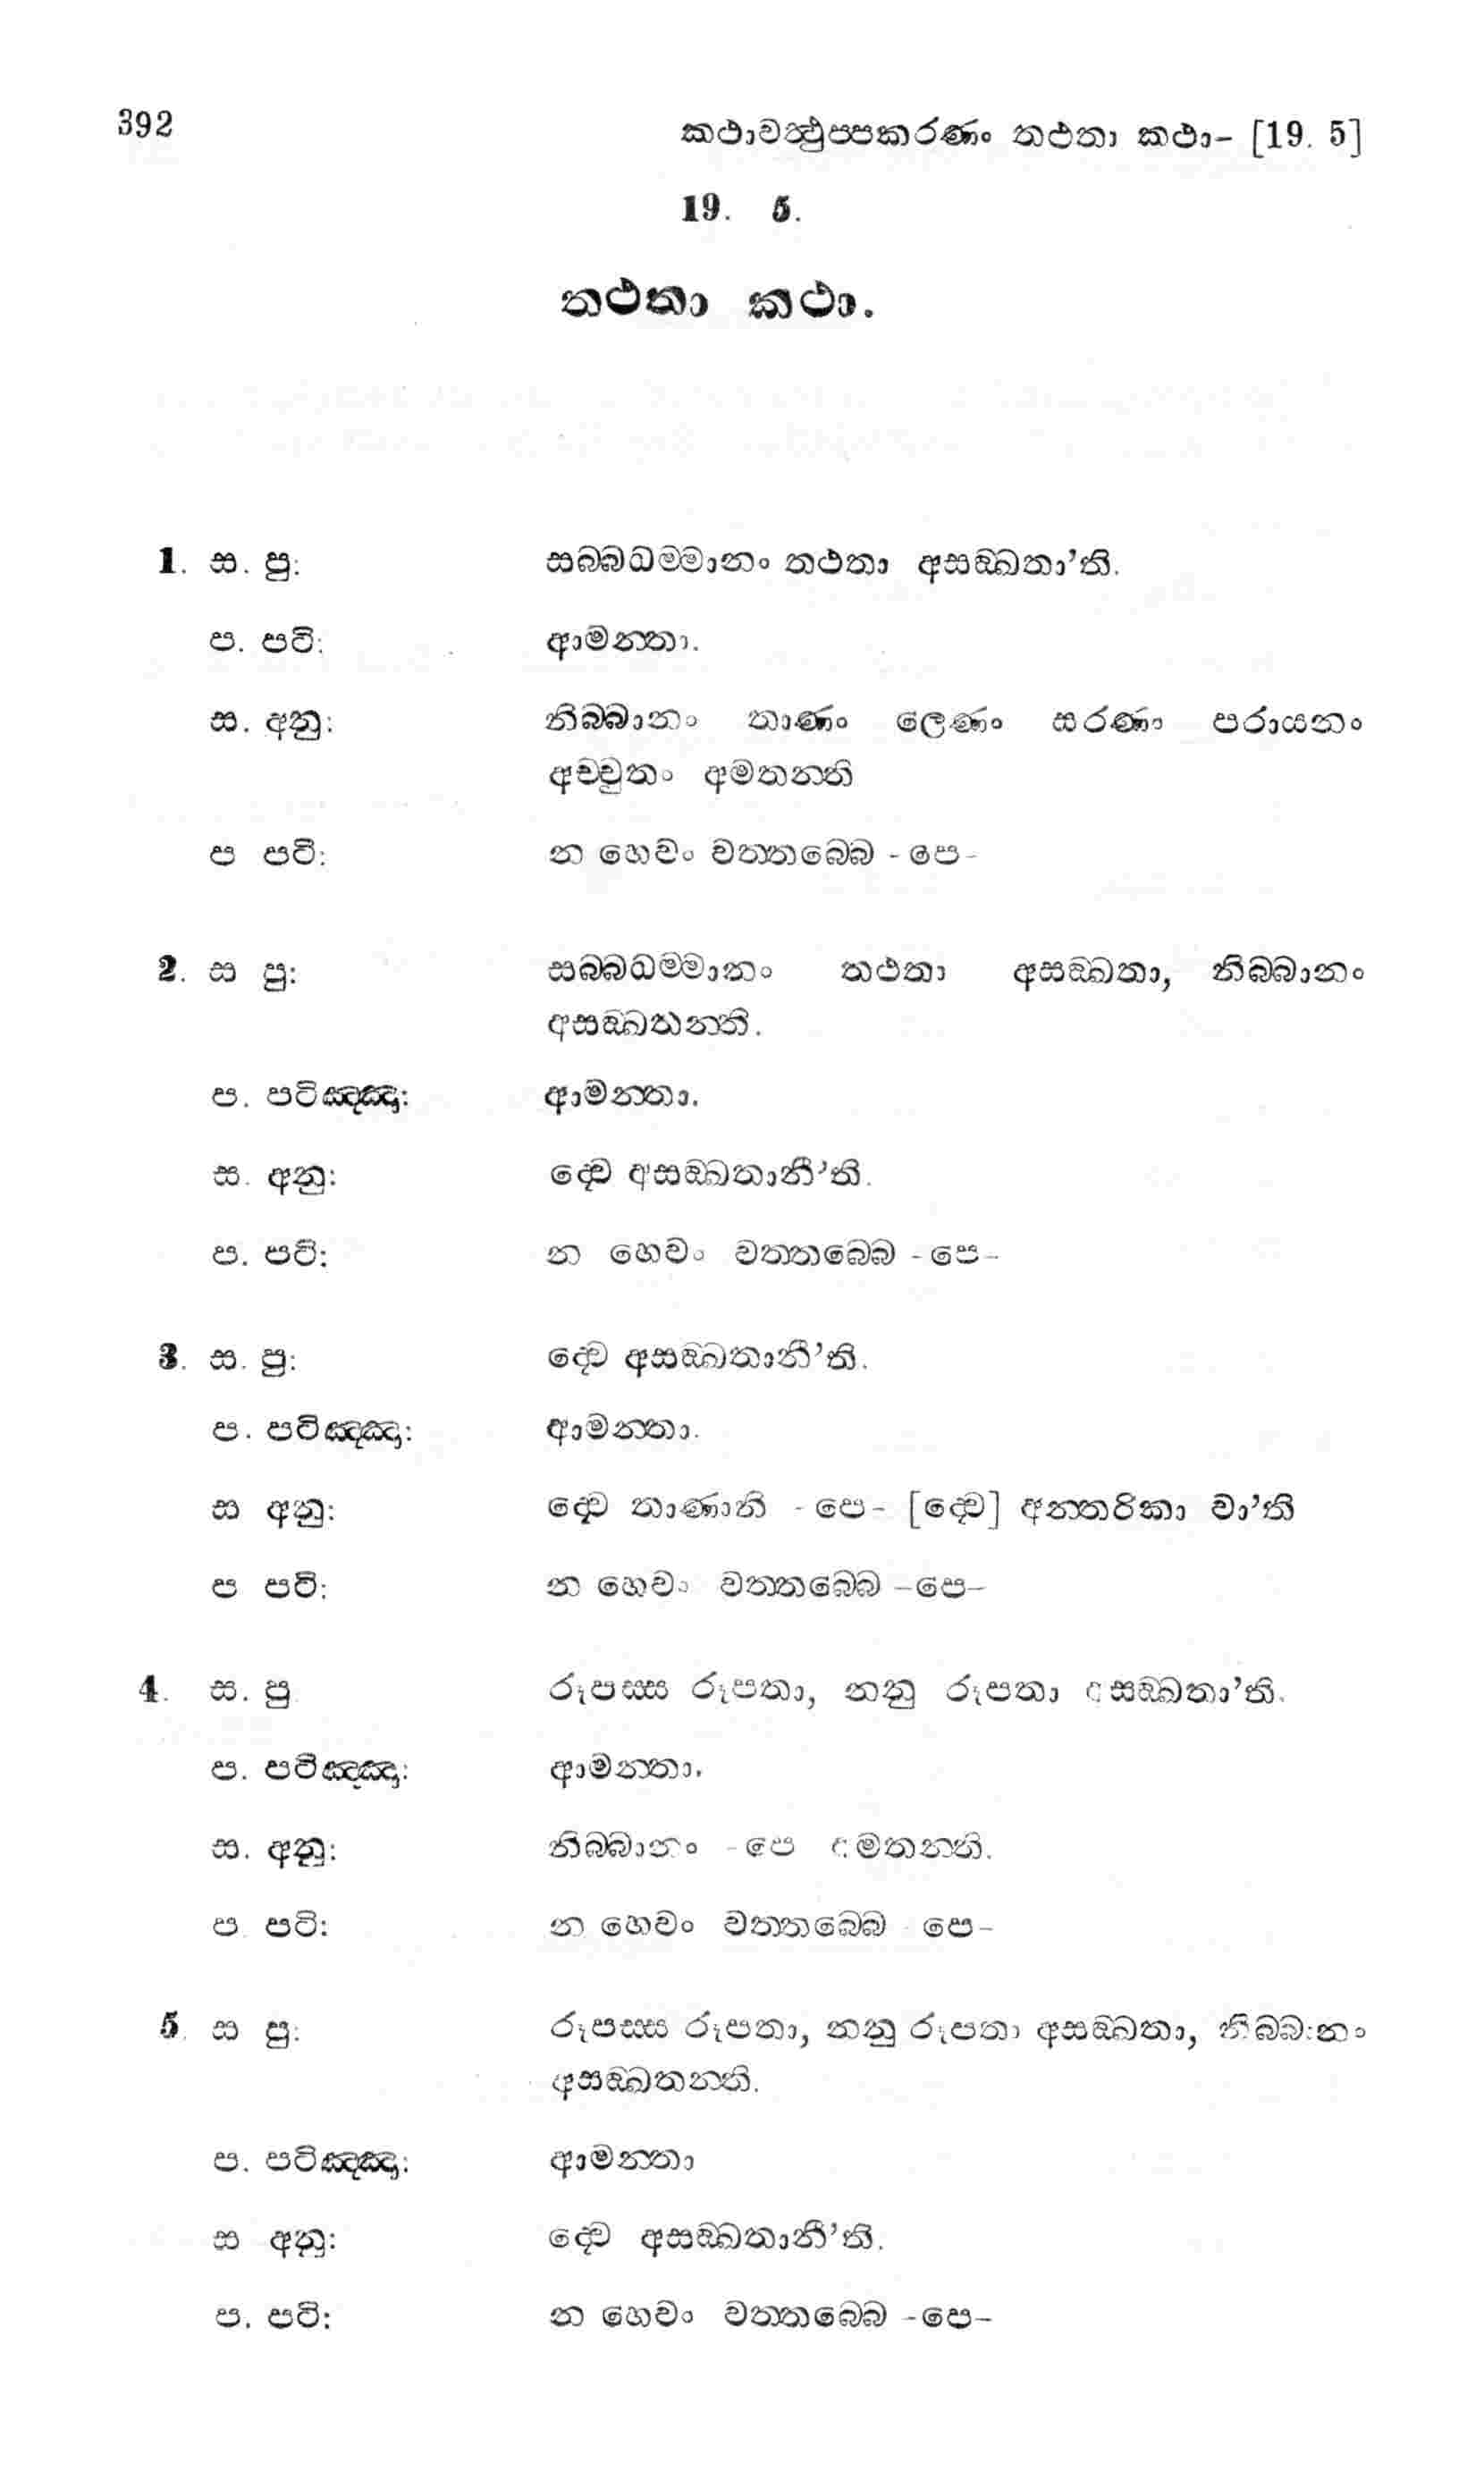 392
කථාවත්‍ථුප්පකරණං තථතා කථා- [19. 5]
19. 5.
තථතා කථා.
1. ස. පු: සබ්බධම්මානං තථතා අසඞ්ඛතා’ති.
ප. පටි: ආමන්තා.
ස. අනු: නිබ්බානං තාණං ලෙණං සරණං පරායනං
අච්චුතං අමතන්ති
ප පටි: න හෙවං වත්තබ්බෙ -පෙ-
2. ස පු: සබ්බධම්මානං තථතා අසඞ්ඛතා, නිබ්බානං
අසඞ්ඛතන්ති.
ප. පටිඤ්ඤා: ආමන්තා.
ස. අනු: ද්වෙ අසඞ්ඛතානී’ති.
ප. පටි: න හෙවං වත්තබ්බෙ -පෙ-
3. ස. පු: ද්වෙ අසඞ්ඛතානී’ති.
ප. පටිඤ්ඤා: ආමන්තා.
ස අනු: ද්වෙ තාණානි -පෙ- [ද්වෙ] අන්තරිකා වා’ති
ප පටි: න හෙවං වත්තබ්බෙ -පෙ-
4. ස. පු රූපස්ස රූපතා, නනු රූපතා අසඞ්ඛතා’ති.
ප. පටිඤ්ඤා: ආමන්තා.
ස. අනු: නිබ්බානං -පෙ අමතන්ති.
ප. පටි: න හෙවං වත්තබ්බෙ පෙ-
5. ස පු: රූපස්ස රූපතා, නනු රූපතා අසඞ්ඛතා, නිබ්බානං
අසඞ්ඛතන්ති.
ප. පටිඤ්ඤා: ආමන්තා
ස අනු: ද්වෙ අසඞ්ඛතානී’ති.
ප. පටි: න හෙවං වත්තබ්බෙ -පෙ-